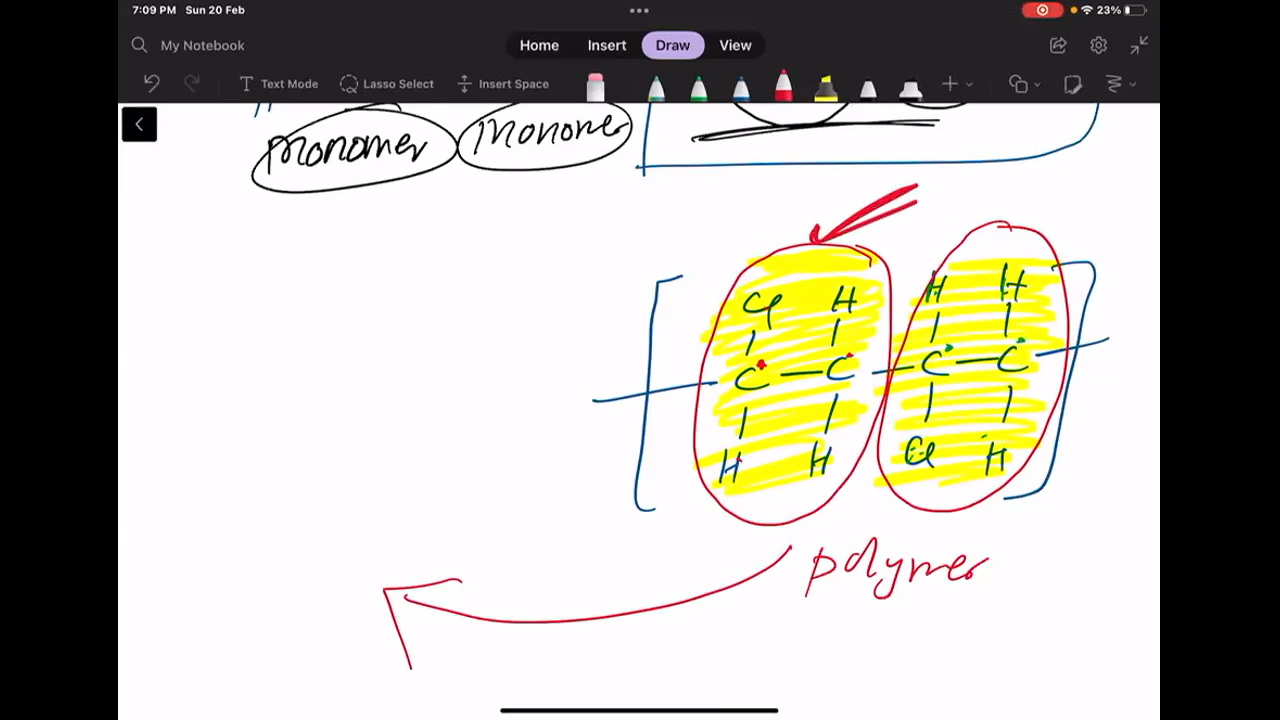 7:09 PM Sun 20 Feb
23%
My Notebook
Home Insert Draw View
Text Mode Lasso Select Insert Space
monomer monomer
Cl H H H
C — C — C — C
H H Cl H
polymer